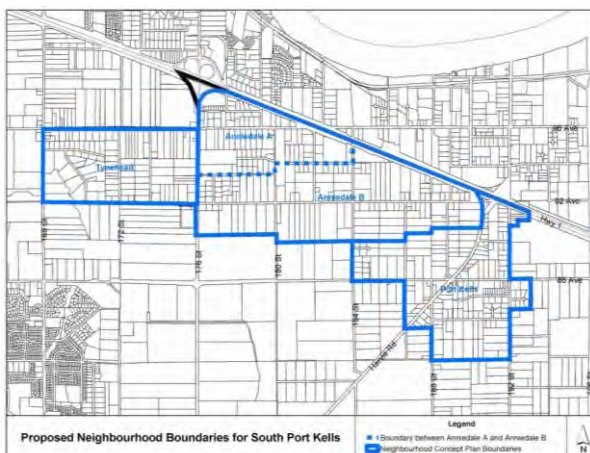 Anniedale A
96 Ave
Tynehead
Anniedale B
92 Ave
Hwy. 1
168 St
172 St
176 St
180 St
184 St
Port Kells
88 Ave
Harvie Rd
188 St
192 St
Proposed Neighbourhood Boundaries for South Port Kells
Legend
Boundary between Anniedale A and Anniedale B
Neighbourhood Concept Plan Boundaries
N